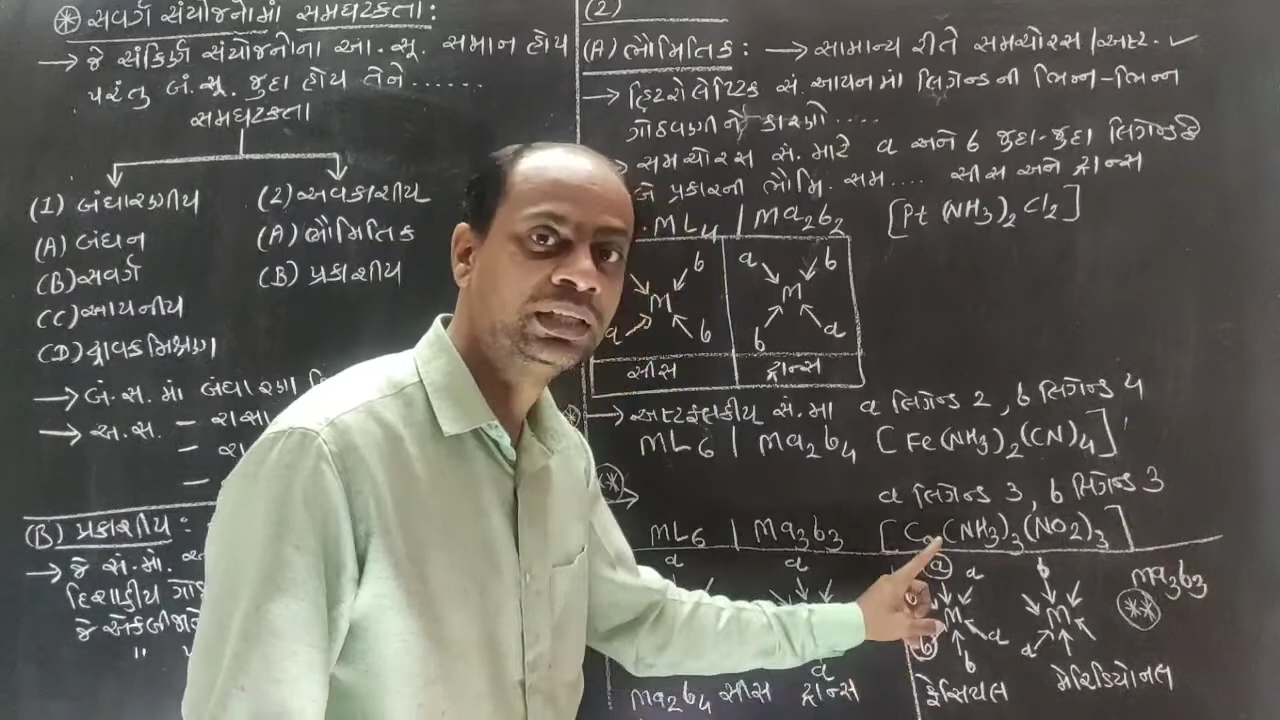 સવર્ગ સંયોજનોમાં સમઘટકતા:
→ જે સંકિર્ણ સંયોજનોના આ. સૂ. સમાન હોય
પરંતુ બં. સૂ. જુદા હોય તેને ......
સમઘટકતા
(1) બંધારણીય
(A) બંધન
(B) સવર્ગ
(C) આયનીય
(D) દ્રાવકમિશ્રણ
(2) અવકાશીય
(A) ભૌમિતિક
(B) પ્રકાશીય
→ બં. સ. માં બંધારણ
→ અ. સ. – રાસા
–
–
(B) પ્રકાશીય:
→ જે સં. મો.
દિશાકીય ગો
જે એકબીજા
"
(2)
(A) ભૌમિતિક: → સામાન્ય રીતે સમચોરસ / અષ્ટ. ✓
→ હિટરોલેપ્ટિક સં. આયનમાં લિગેન્ડની ભિન્ન-ભિન્ન
ગોઠવણીને કારણે ....
સમચોરસ સં. માટે a અને b જુદા-જુદા લિગેન્ડ
બે પ્રકારની ભૌમિ. સમ.... સીસ અને ટ્રાન્સ
ML4 | Ma2b2 [Pt(NH3)2Cl2]
b a b
M M
a b b a
સીસ ટ્રાન્સ
→ અષ્ટફલકીય સં. મા a લિગેન્ડ 2, b લિગેન્ડ 4
ML6 | Ma2b4 [Fe(NH3)2(CN)4]
a લિગેન્ડ 3, b લિગેન્ડ 3
ML6 | Ma3b3 [Co(NH3)3(NO2)3]
a a a a b Ma3b3
M M **
a b b a a
Ma2b4 સીસ ટ્રાન્સ ફેસિયલ મેરિડિયોનલ